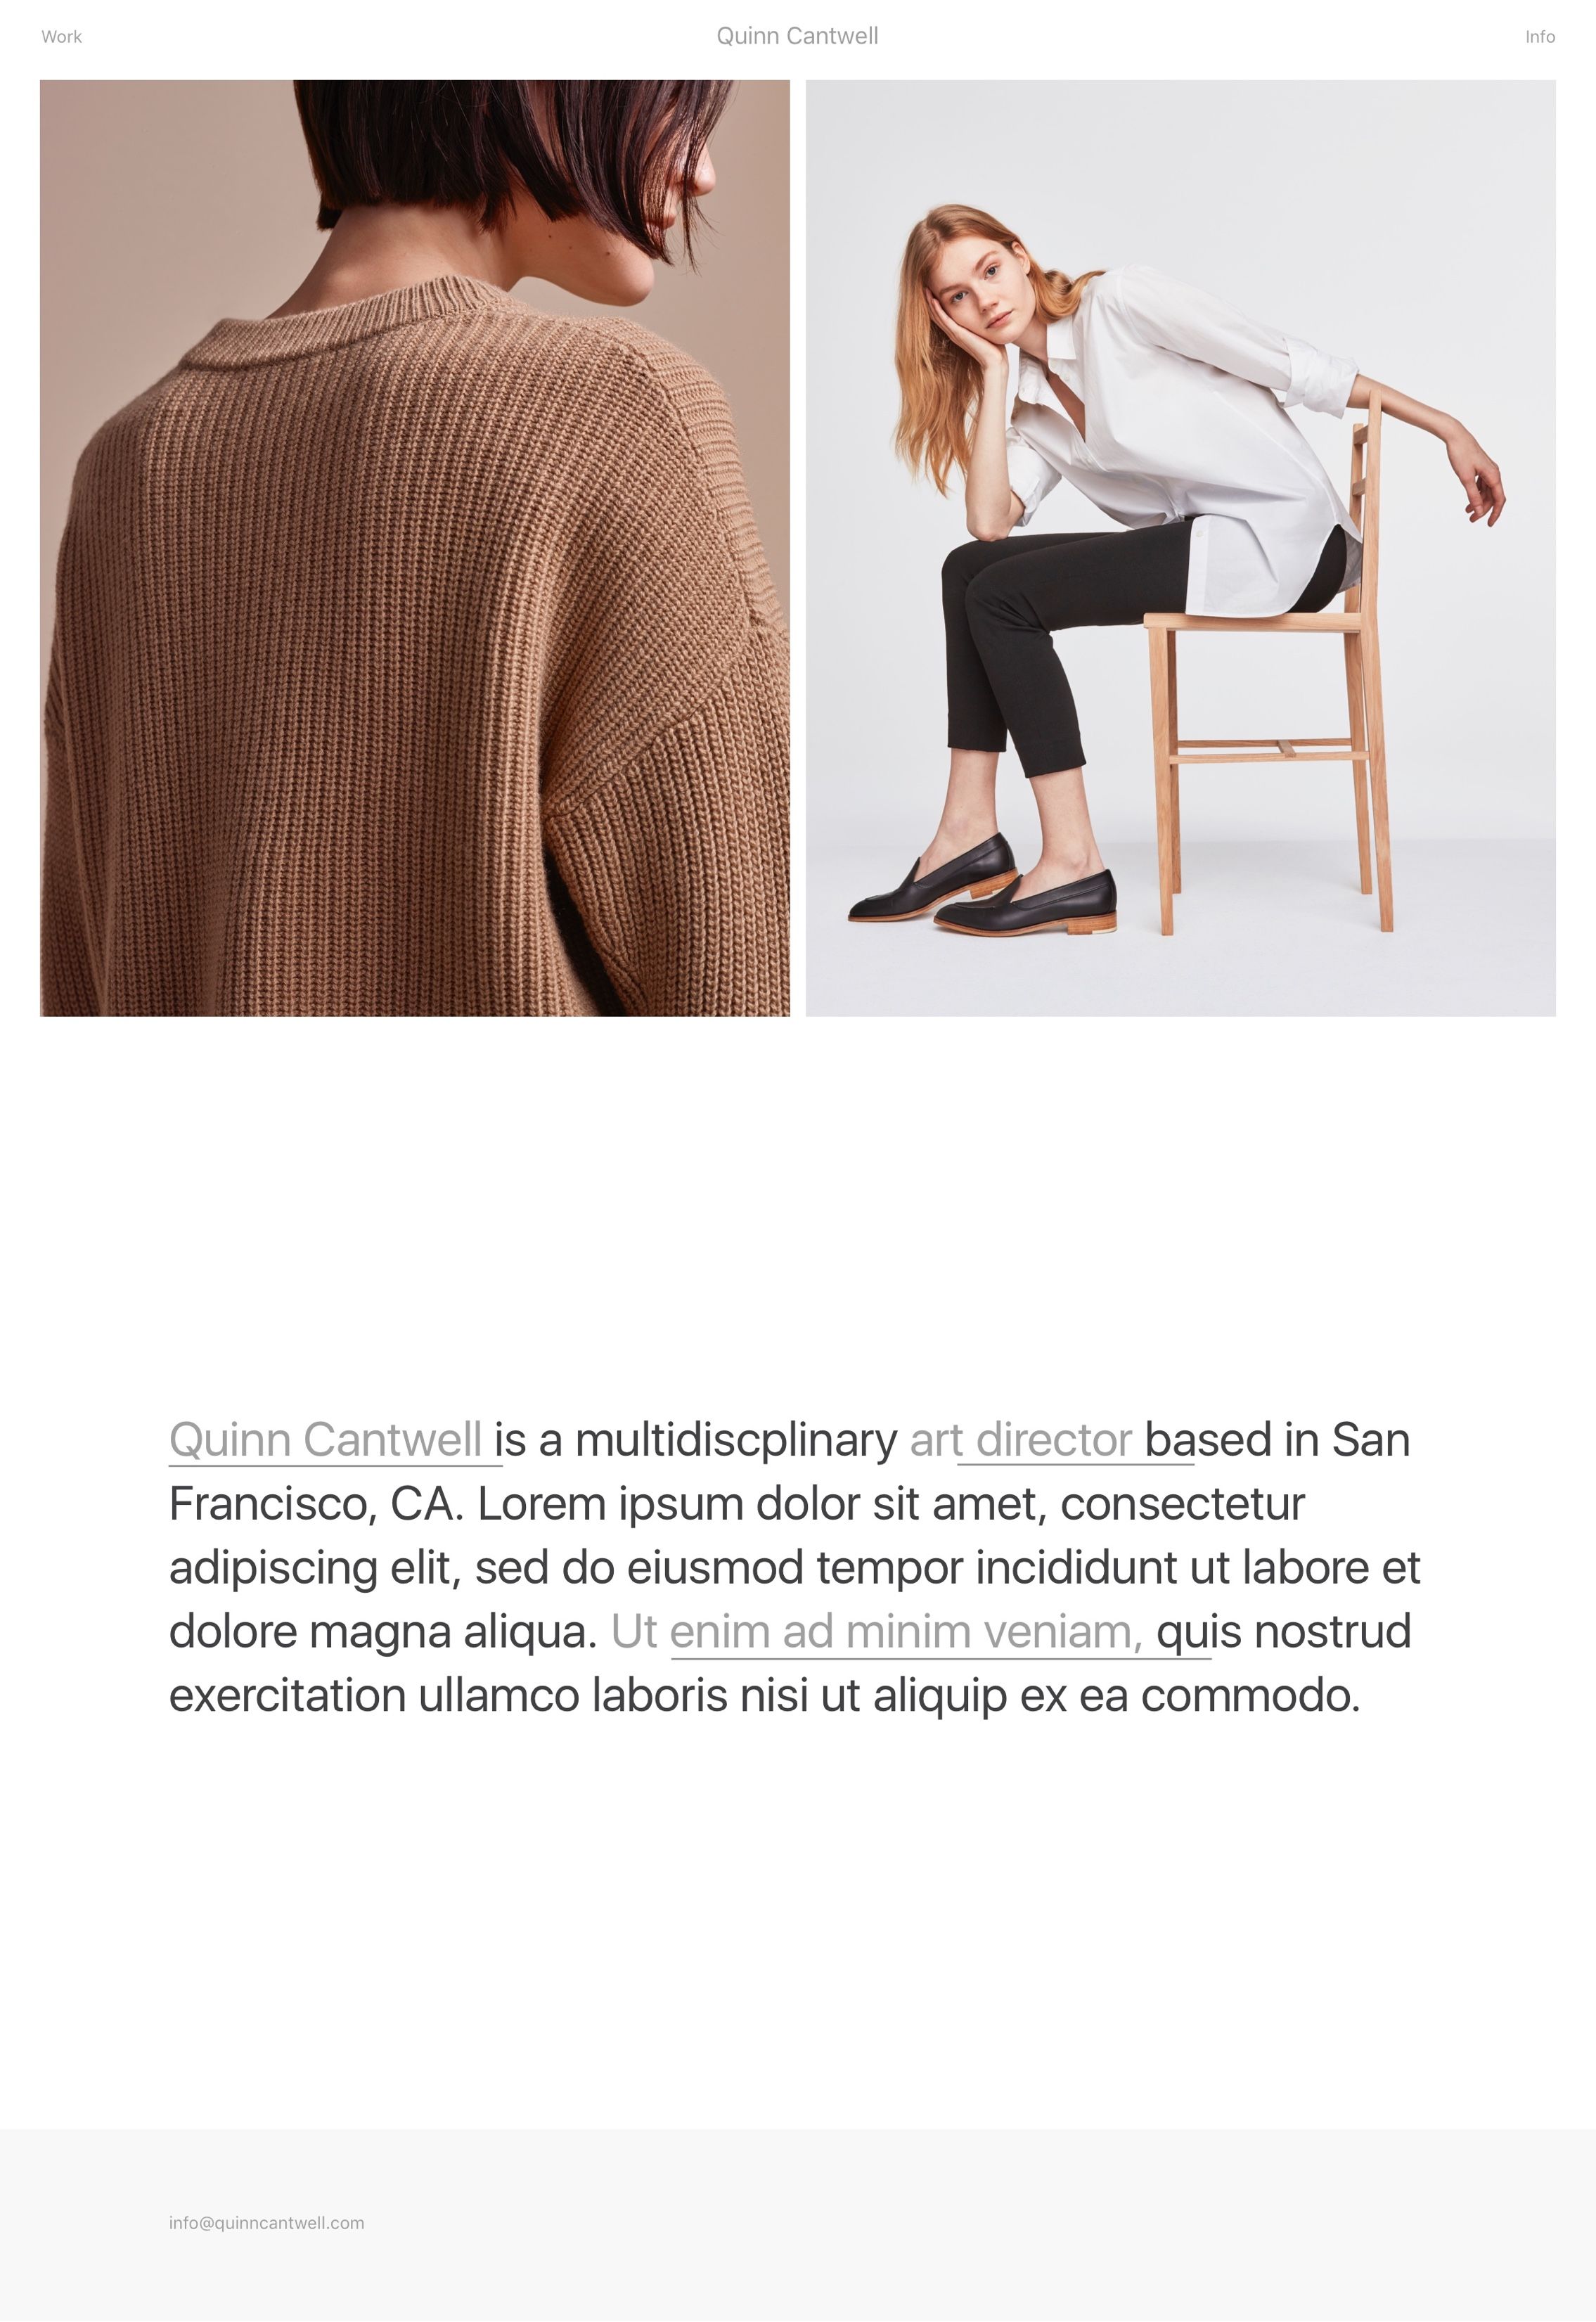 Work
Quinn Cantwell
Info
Quinn Cantwell is a multidiscplinary art director based in San
Francisco, CA. Lorem ipsum dolor sit amet, consectetur
adipiscing elit, sed do eiusmod tempor incididunt ut labore et
dolore magna aliqua. Ut enim ad minim veniam, quis nostrud
exercitation ullamco laboris nisi ut aliquip ex ea commodo.
info@quinncantwell.com